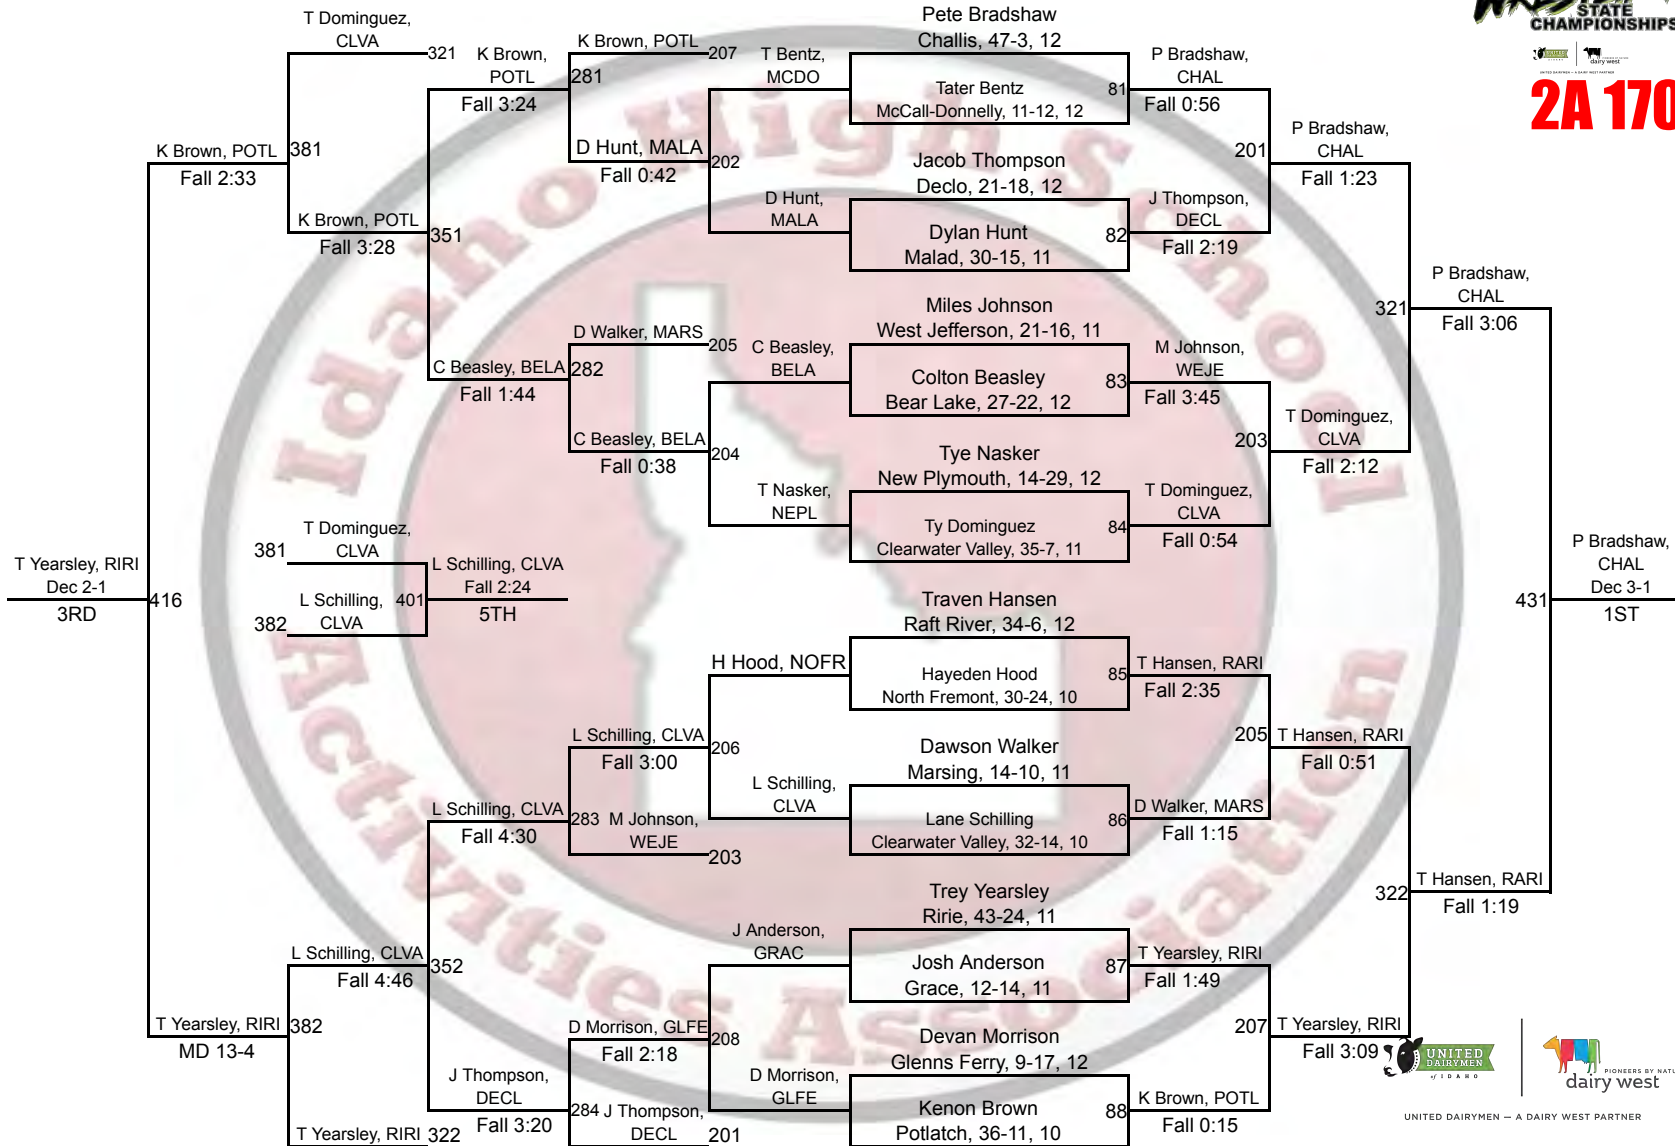 STATE
CHAMPIONSHIPS
dairy west
UNITED DAIRYMEN — A DAIRY WEST PARTNER
2A 170
Idaho High School
Activities Association
T Dominguez,
CLVA
321
K Brown,
POTL
Fall 3:24
K Brown, POTL
207
281
D Hunt, MALA
Fall 0:42
202
T Bentz,
MCDO
D Hunt,
MALA
K Brown, POTL
Fall 2:33
381
K Brown, POTL
Fall 3:28
351
D Walker, MARS
205
C Beasley, BELA
Fall 1:44
282
C Beasley, BELA
Fall 0:38
204
C Beasley,
BELA
T Nasker,
NEPL
T Yearsley, RIRI
Dec 2-1
3RD
416
381
T Dominguez,
CLVA
382
L Schilling,
CLVA
401
L Schilling, CLVA
Fall 2:24
5TH
H Hood, NOFR
L Schilling, CLVA
Fall 3:00
206
L Schilling,
CLVA
L Schilling, CLVA
Fall 4:30
283
M Johnson,
WEJE
203
L Schilling, CLVA
Fall 4:46
352
J Anderson,
GRAC
T Yearsley, RIRI
MD 13-4
382
D Morrison, GLFE
Fall 2:18
208
D Morrison,
GLFE
J Thompson,
DECL
Fall 3:20
284
J Thompson,
DECL
201
T Yearsley, RIRI
322
Pete Bradshaw
Challis, 47-3, 12
Tater Bentz
McCall-Donnelly, 11-12, 12
81
P Bradshaw,
CHAL
Fall 0:56
Jacob Thompson
Declo, 21-18, 12
Dylan Hunt
Malad, 30-15, 11
82
J Thompson,
DECL
Fall 2:19
201
P Bradshaw,
CHAL
Fall 1:23
Miles Johnson
West Jefferson, 21-16, 11
Colton Beasley
Bear Lake, 27-22, 12
83
M Johnson,
WEJE
Fall 3:45
Tye Nasker
New Plymouth, 14-29, 12
Ty Dominguez
Clearwater Valley, 35-7, 11
84
T Dominguez,
CLVA
Fall 0:54
203
T Dominguez,
CLVA
Fall 2:12
321
P Bradshaw,
CHAL
Fall 3:06
Traven Hansen
Raft River, 34-6, 12
Hayeden Hood
North Fremont, 30-24, 10
85
T Hansen, RARI
Fall 2:35
Dawson Walker
Marsing, 14-10, 11
Lane Schilling
Clearwater Valley, 32-14, 10
86
D Walker, MARS
Fall 1:15
205
T Hansen, RARI
Fall 0:51
Trey Yearsley
Ririe, 43-24, 11
Josh Anderson
Grace, 12-14, 11
87
T Yearsley, RIRI
Fall 1:49
Devan Morrison
Glenns Ferry, 9-17, 12
Kenon Brown
Potlatch, 36-11, 10
88
K Brown, POTL
Fall 0:15
207
T Yearsley, RIRI
Fall 3:09
322
T Hansen, RARI
Fall 1:19
431
P Bradshaw,
CHAL
Dec 3-1
1ST
UNITED
DAIRYMEN
of IDAHO
PIONEERS BY NATU
dairy west
UNITED DAIRYMEN — A DAIRY WEST PARTNER